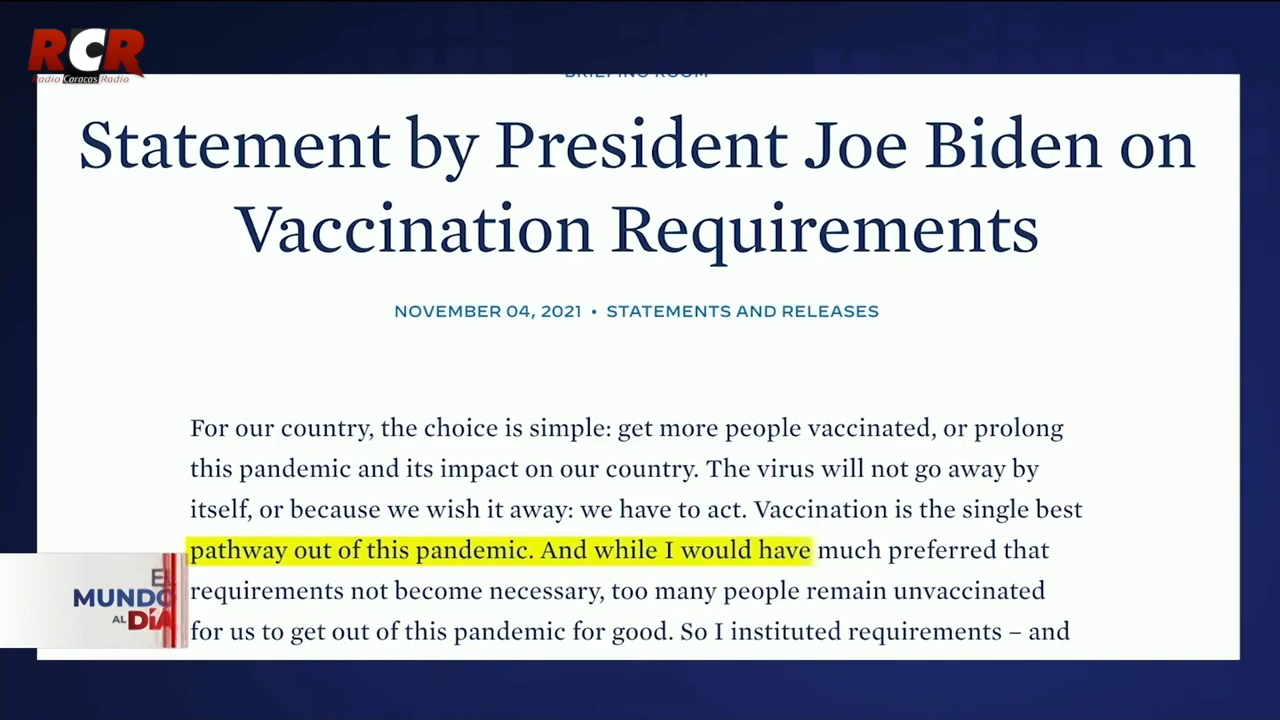 RCR
Radio Caracas Radio
BRIEFING ROOM
Statement by President Joe Biden on
Vaccination Requirements
NOVEMBER 04, 2021 • STATEMENTS AND RELEASES
For our country, the choice is simple: get more people vaccinated, or prolong
this pandemic and its impact on our country. The virus will not go away by
itself, or because we wish it away: we have to act. Vaccination is the single best
pathway out of this pandemic. And while I would have much preferred that
requirements not become necessary, too many people remain unvaccinated
for us to get out of this pandemic for good. So I instituted requirements – and
EL
MUNDO
AL DÍA